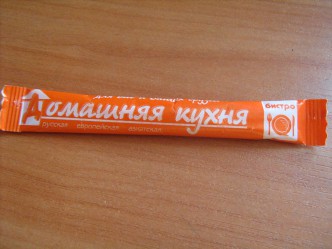 Домашняя кухня
русская европейская азиатская
бистро